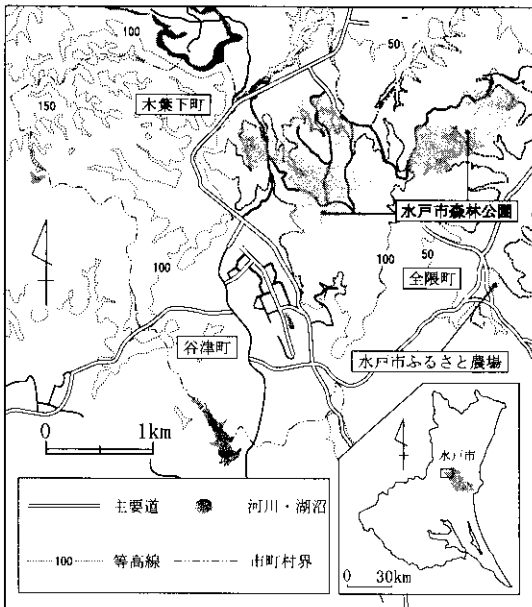 100
50
150
木葉下町
水戸市森林公園
100
100
50
全隈町
谷津町
水戸市ふるさと農場
0 1km
水戸市
主要道 河川・湖沼
100 等高線 市町村界
0 30km